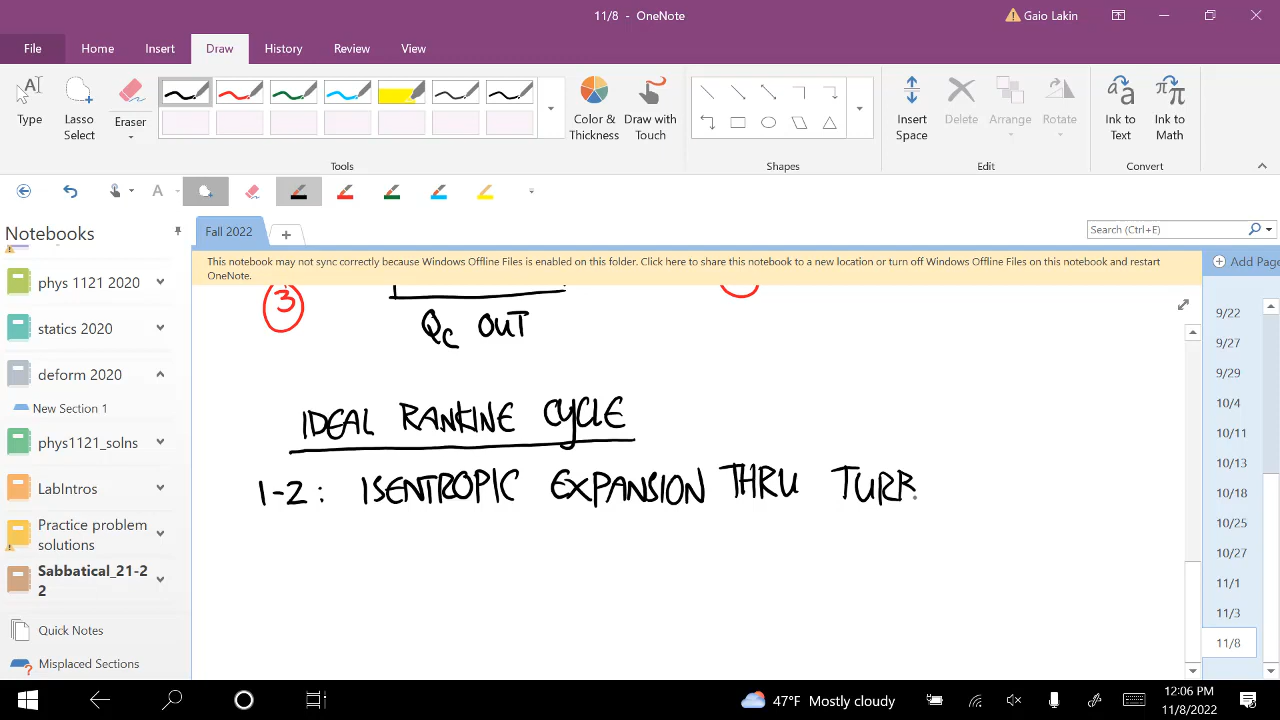 11/8 - OneNote
Gaio Lakin
File Home Insert Draw History Review View
Type
Lasso Select
Eraser
Color & Thickness
Draw with Touch
Insert Space
Delete
Arrange
Rotate
Ink to Text
Ink to Math
Tools
Shapes
Edit
Convert
Notebooks
Fall 2022
Search (Ctrl+E)
This notebook may not sync correctly because Windows Offline Files is enabled on this folder. Click here to share this notebook to a new location or turn off Windows Offline Files on this notebook and restart
OneNote.
Add Page
phys 1121 2020
statics 2020
deform 2020
New Section 1
phys1121_solns
LabIntros
Practice problem
solutions
Sabbatical_21-2
2
Quick Notes
Misplaced Sections
3
Qc OUT
IDEAL RANKINE CYCLE
1-2: ISENTROPIC EXPANSION THRU TURB
9/22
9/27
9/29
10/4
10/11
10/13
10/18
10/25
10/27
11/1
11/3
11/8
47°F Mostly cloudy
12:06 PM
11/8/2022